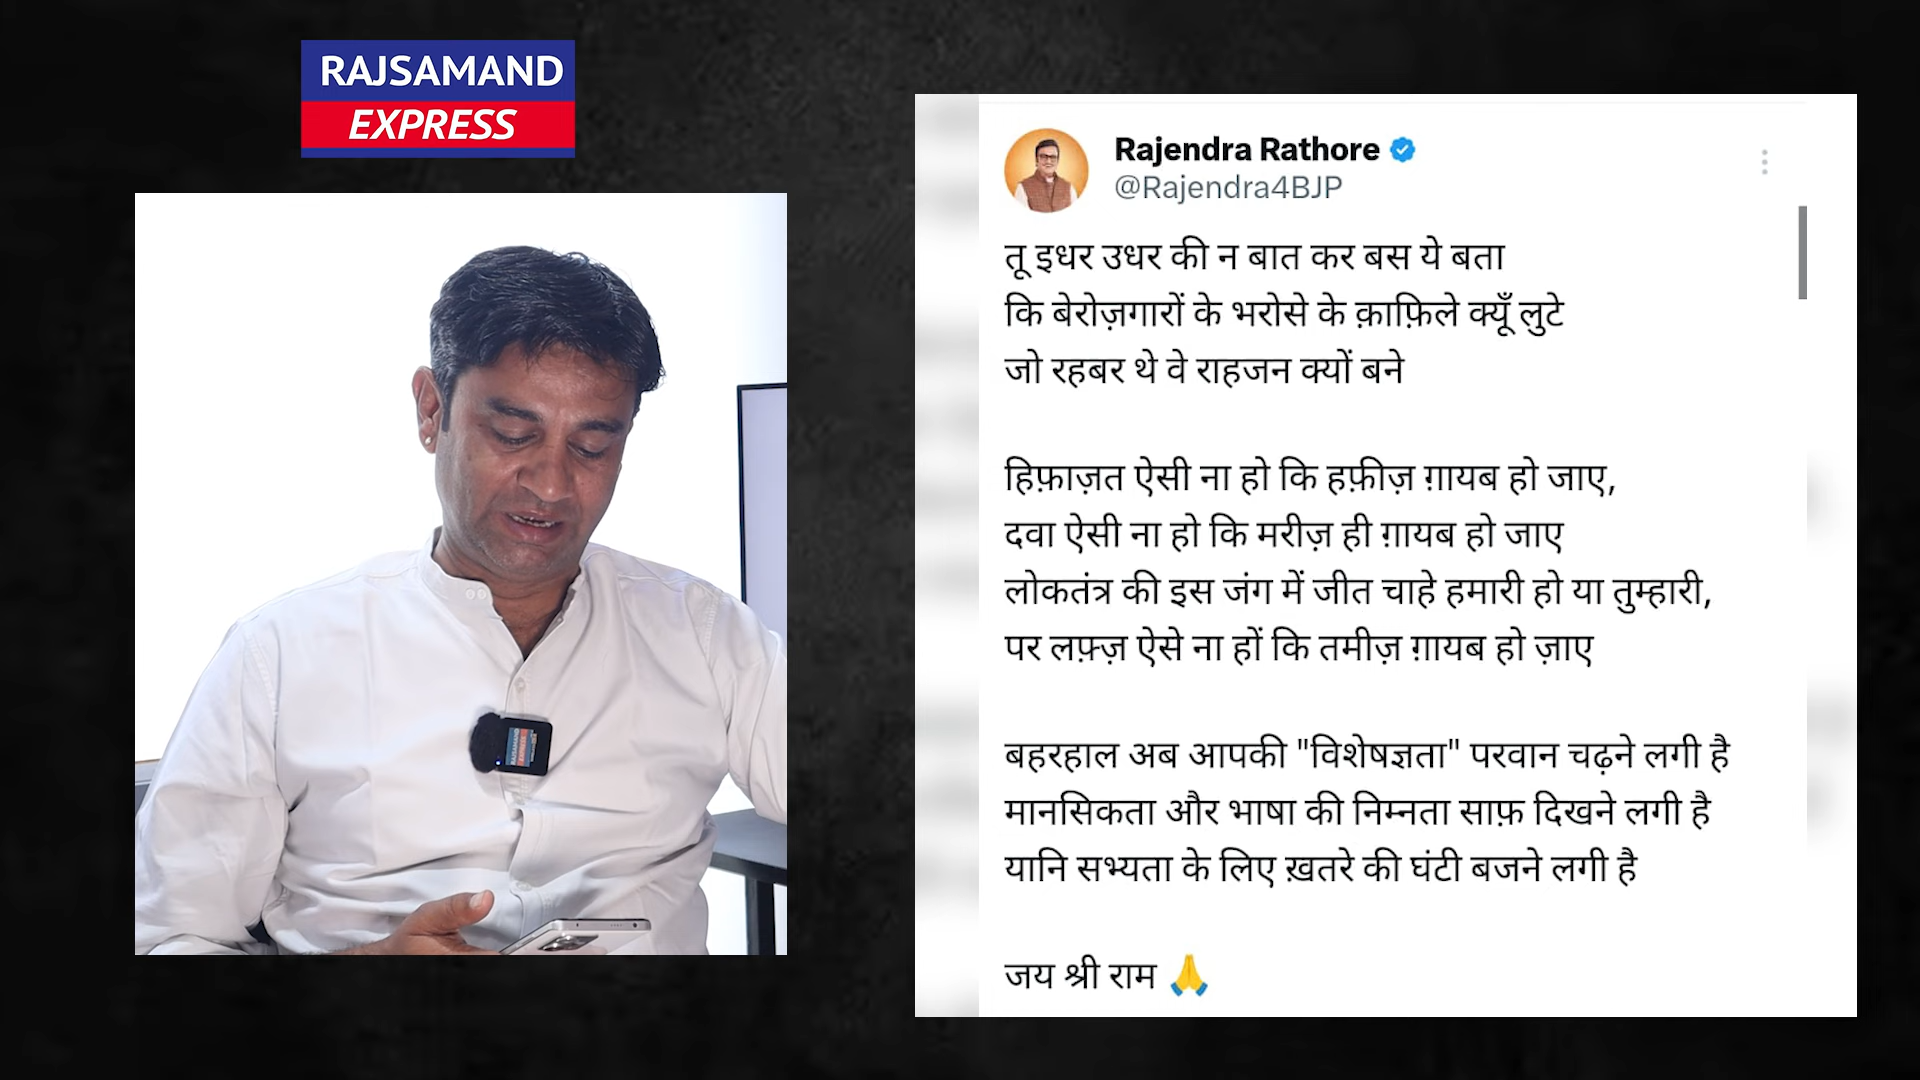 RAJSAMAND
EXPRESS
Rajendra Rathore
@Rajendra4BJP
तू इधर उधर की न बात कर बस ये बता
कि बेरोज़गारों के भरोसे के क़ाफ़िले क्यूँ लुटे
जो रहबर थे वे राहजन क्यों बने
हिफ़ाज़त ऐसी ना हो कि हफ़ीज़ ग़ायब हो जाए,
दवा ऐसी ना हो कि मरीज़ ही ग़ायब हो जाए
लोकतंत्र की इस जंग में जीत चाहे हमारी हो या तुम्हारी,
पर लफ़्ज़ ऐसे ना हों कि तमीज़ ग़ायब हो ज़ाए
बहरहाल अब आपकी "विशेषज्ञता" परवान चढ़ने लगी है
मानसिकता और भाषा की निम्नता साफ़ दिखने लगी है
यानि सभ्यता के लिए ख़तरे की घंटी बजने लगी है
जय श्री राम 🙏
RAJSAMAND
EXPRESS